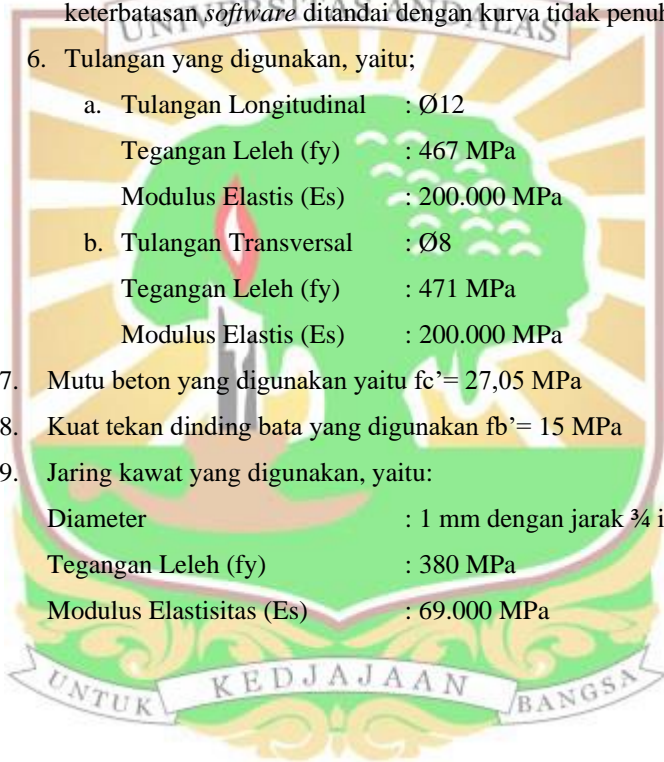 UNIVERSITAS ANDALAS
keterbatasan software ditandai dengan kurva tidak
6. Tulangan yang digunakan, yaitu;
a. Tulangan Longitudinal : Ø12
Tegangan Leleh (fy) : 467 MPa
Modulus Elastis (Es) : 200.000 MPa
b. Tulangan Transversal : Ø8
Tegangan Leleh (fy) : 471 MPa
Modulus Elastis (Es) : 200.000 MPa
7. Mutu beton yang digunakan yaitu fc’= 27,05 MPa
8. Kuat tekan dinding bata yang digunakan fb’= 15 MPa
9. Jaring kawat yang digunakan, yaitu:
Diameter : 1 mm dengan jarak ¾
Tegangan Leleh (fy) : 380 MPa
Modulus Elastisitas (Es) : 69.000 MPa
UNTUK KEDJAJAAN BANGSA